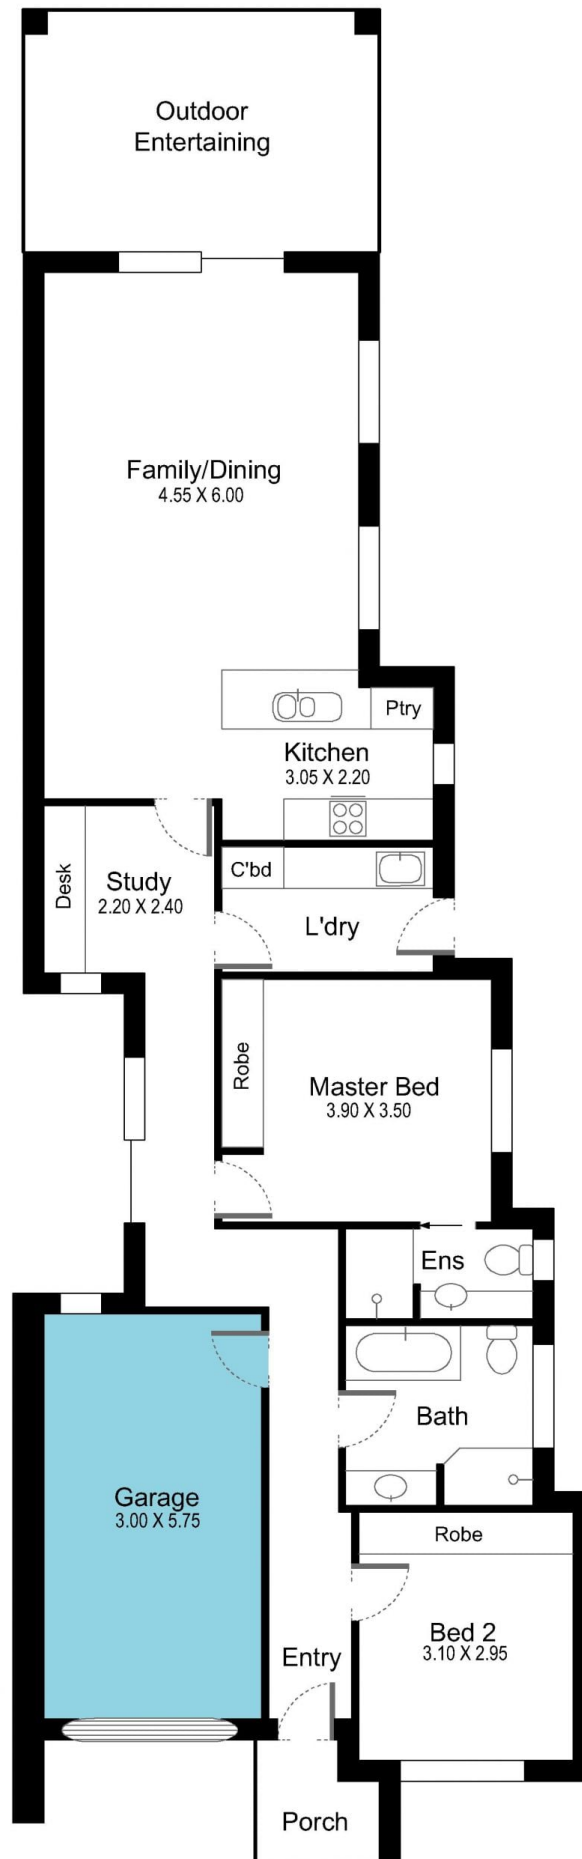 Outdoor
Entertaining
Family/Dining
4.55 X 6.00
Ptry
Kitchen
3.05 X 2.20
C'bd
Desk
Study
2.20 X 2.40
L'dry
Robe
Master Bed
3.90 X 3.50
Ens
Bath
Garage
3.00 X 5.75
Robe
Bed 2
3.10 X 2.95
Entry
Porch